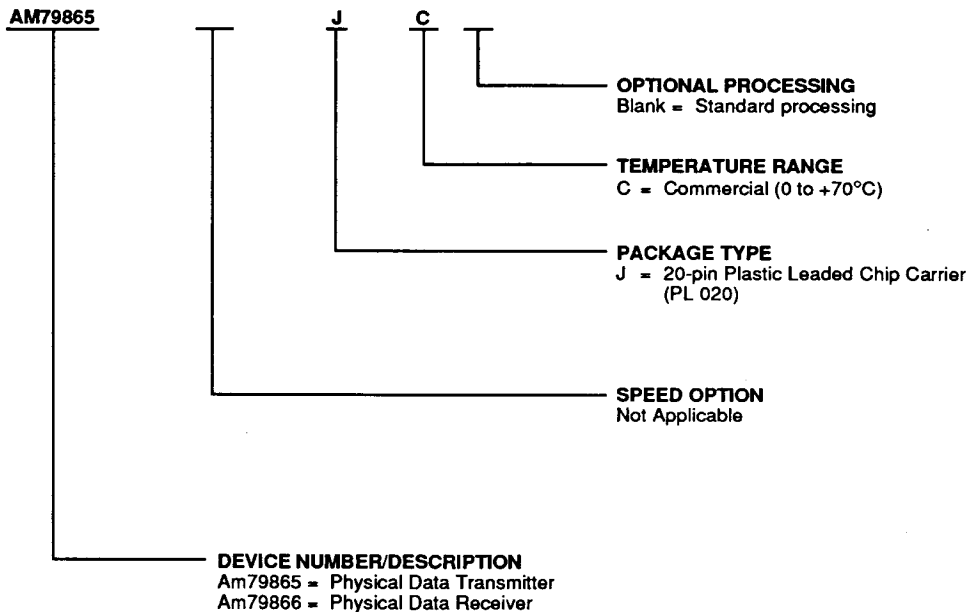 AM79865 J C
OPTIONAL PROCESSING
Blank = Standard processing
TEMPERATURE RANGE
C = Commercial (0 to +70°C)
PACKAGE TYPE
J = 20-pin Plastic Leaded Chip Carrier
(PL 020)
SPEED OPTION
Not Applicable
DEVICE NUMBER/DESCRIPTION
Am79865 = Physical Data Transmitter
Am79866 = Physical Data Receiver